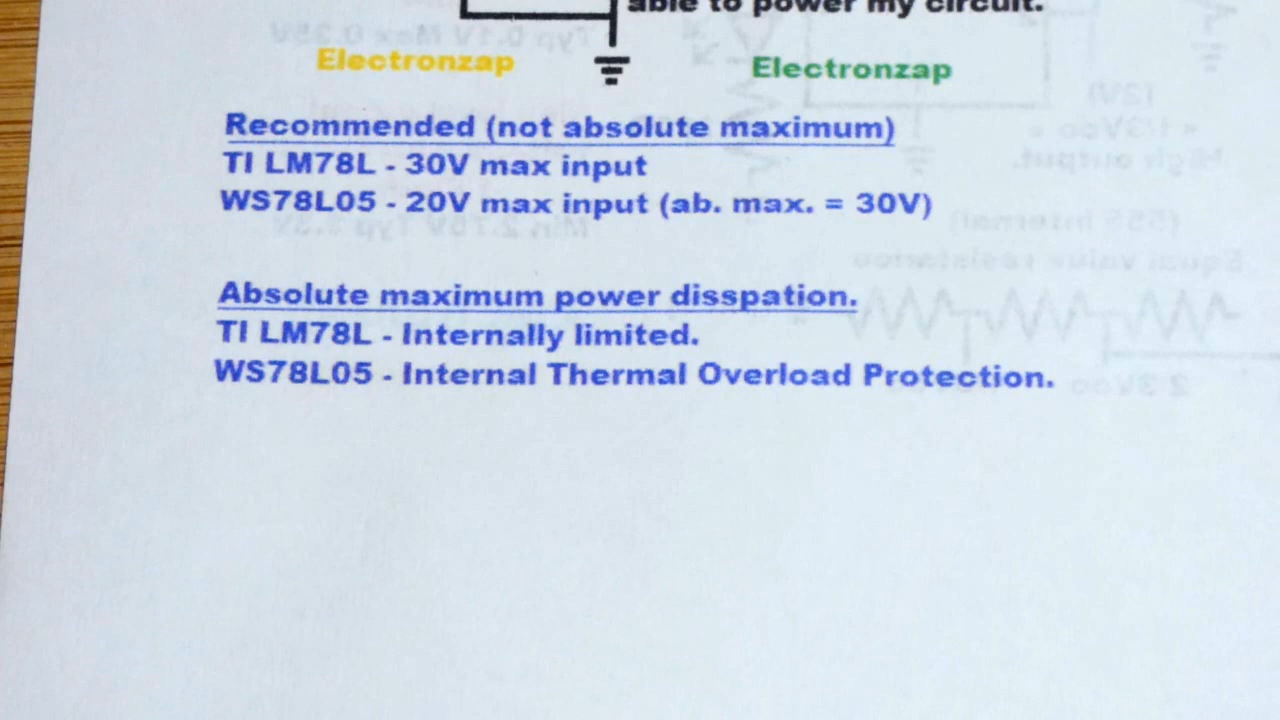 able to power my circuit.
Electronzap Electronzap
Recommended (not absolute maximum)
TI LM78L - 30V max input
WS78L05 - 20V max input (ab. max. = 30V)
Absolute maximum power disspation.
TI LM78L - Internally limited.
WS78L05 - Internal Thermal Overload Protection.